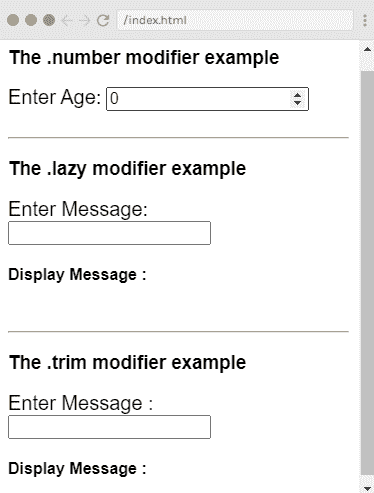 /index.html
The .number modifier example
Enter Age: 0
The .lazy modifier example
Enter Message:
Display Message :
The .trim modifier example
Enter Message :
Display Message :